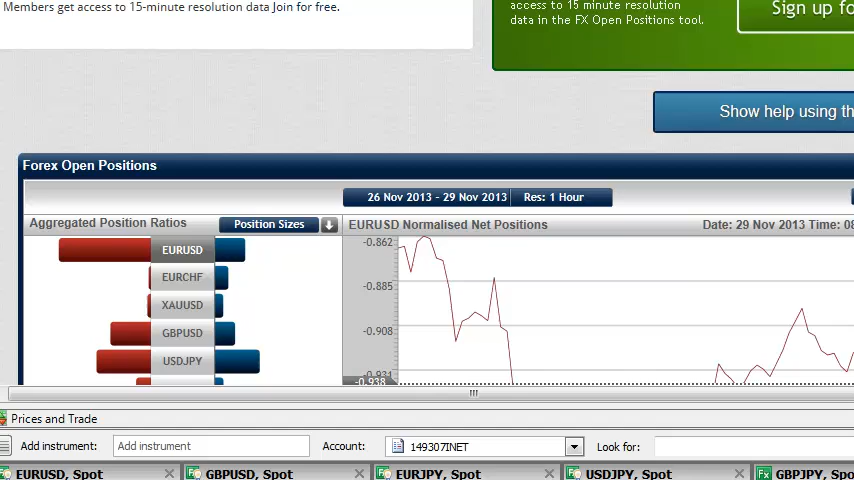 Members get access to 15-minute resolution data Join for free.
access to 15 minute resolution
data in the FX Open Positions tool.
Sign up fo
Show help using th
Forex Open Positions
26 Nov 2013 - 29 Nov 2013 Res: 1 Hour
Aggregated Position Ratios Position Sizes
EURUSD Normalised Net Positions Date: 29 Nov 2013 Time: 08
EURUSD
EURCHF
XAUUSD
GBPUSD
USDJPY
-0.862
-0.885
-0.908
-0.931
-0.938
Prices and Trade
Add instrument: Add instrument Account: 149307INET Look for:
EURUSD, Spot GBPUSD, Spot EURJPY, Spot USDJPY, Spot GBPJPY, Spo